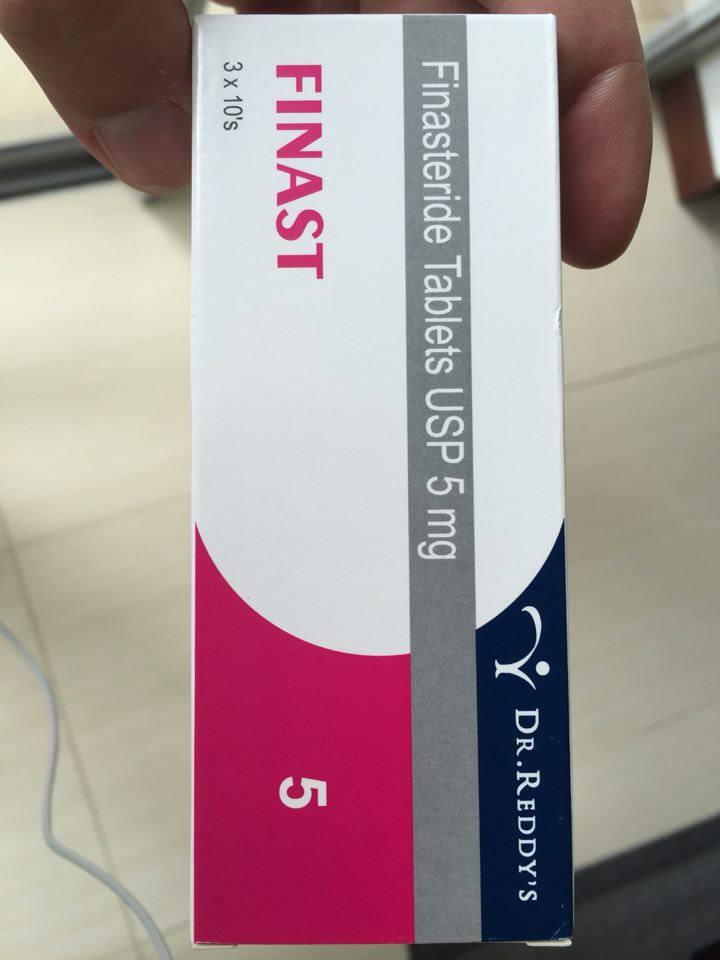 Finasteride Tablets USP 5 mg
FINAST
3 x 10's
5
DR.REDDY'S